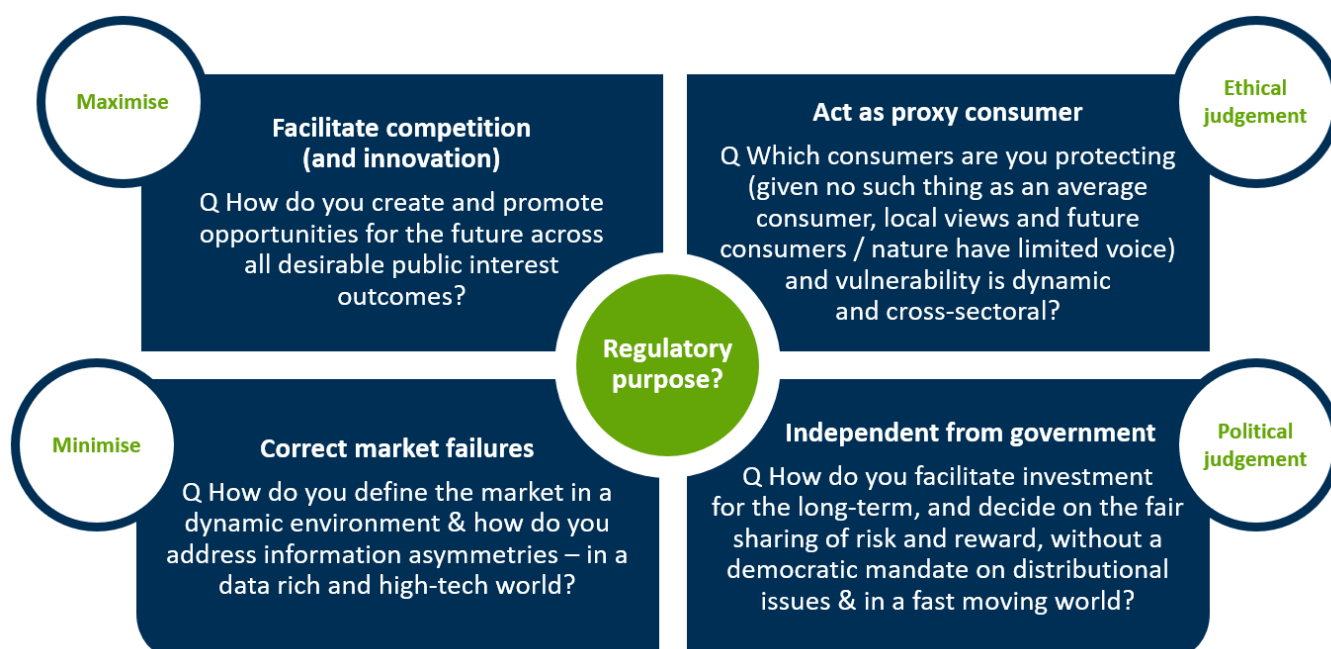 Maximise
Facilitate competition
(and innovation)
Q How do you create and promote
opportunities for the future across
all desirable public interest
outcomes?
Ethical
judgement
Act as proxy consumer
Q Which consumers are you protecting
(given no such thing as an average
consumer, local views and future
consumers / nature have limited voice)
and vulnerability is dynamic
and cross-sectoral?
Regulatory
purpose?
Minimise
Correct market failures
Q How do you define the market in a
dynamic environment & how do you
address information asymmetries – in a
data rich and high-tech world?
Political
judgement
Independent from government
Q How do you facilitate investment
for the long-term, and decide on the fair
sharing of risk and reward, without a
democratic mandate on distributional
issues & in a fast moving world?